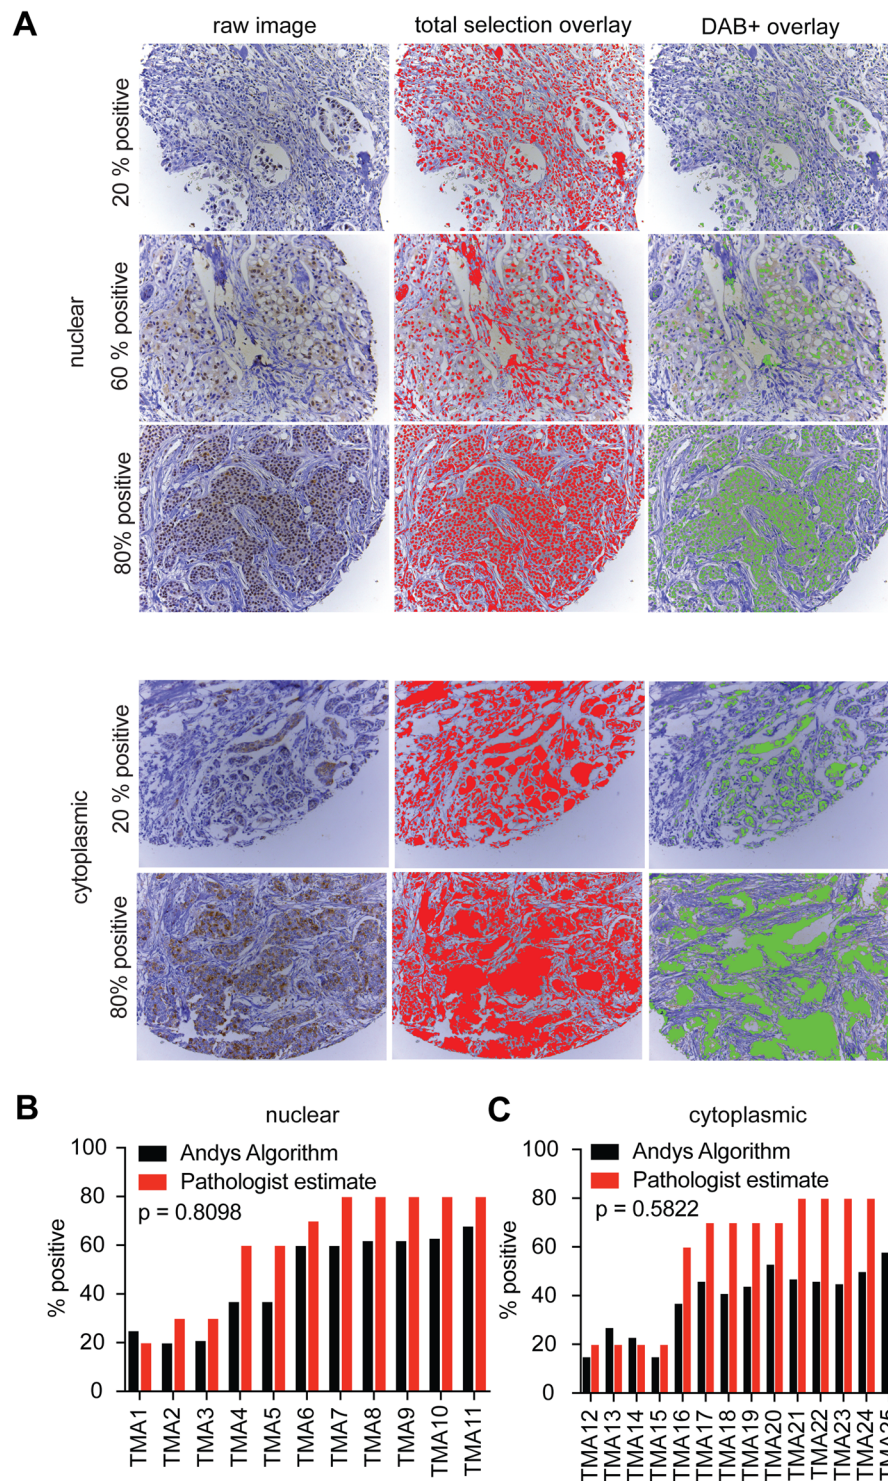 A
raw image
total selection overlay
DAB+ overlay
nuclear
20 % positive
60 % positive
80% positive
cytoplasmic
20 % positive
80% positive
B
nuclear
100
80
60
40
20
0
% positive
Andys Algorithm
Pathologist estimate
p = 0.8098
TMA1
TMA2
TMA3
TMA4
TMA5
TMA6
TMA7
TMA8
TMA9
TMA10
TMA11
C
cytoplasmic
100
80
60
40
20
0
% positive
Andys Algorithm
Pathologist estimate
p = 0.5822
TMA12
TMA13
TMA14
TMA15
TMA16
TMA17
TMA18
TMA19
TMA20
TMA21
TMA22
TMA23
TMA24
TMA25